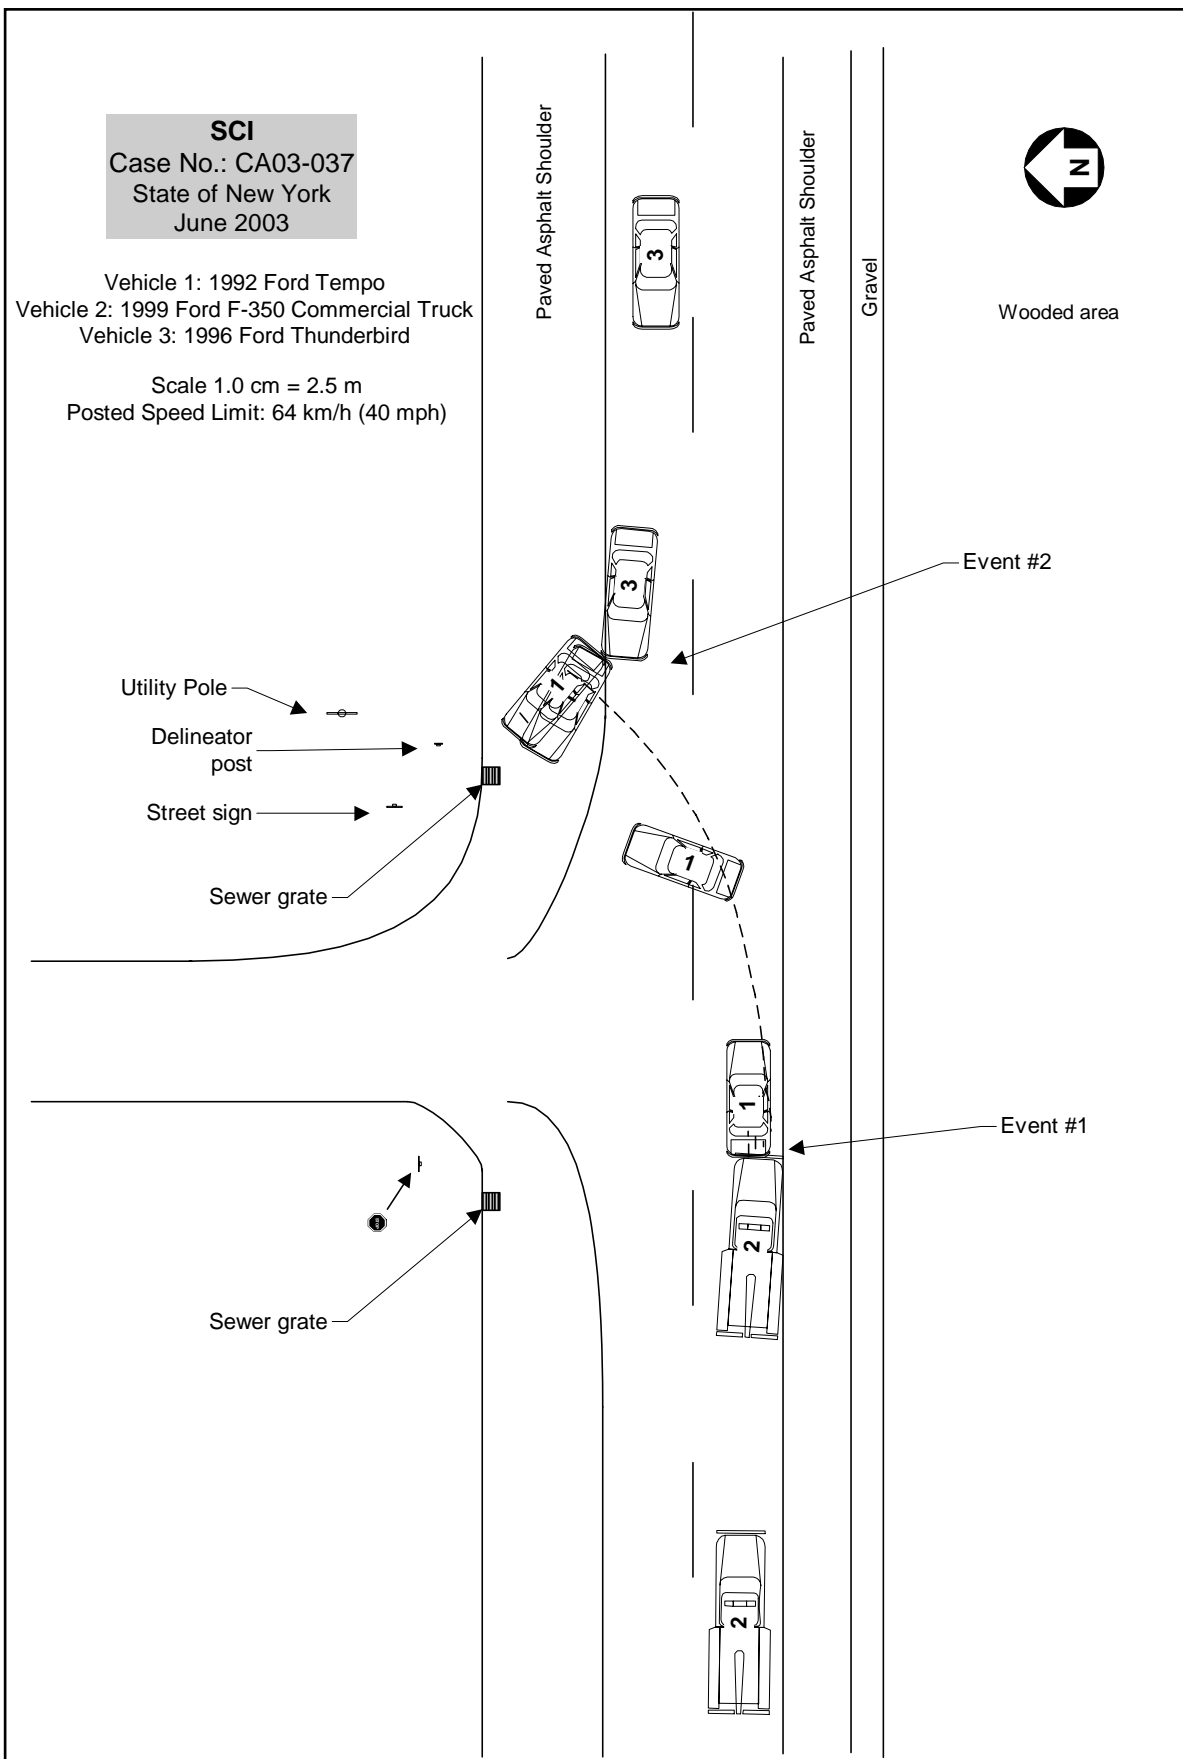 SCI
Case No.: CA03-037
State of New York
June 2003
Vehicle 1: 1992 Ford Tempo
Vehicle 2: 1999 Ford F-350 Commercial Truck
Vehicle 3: 1996 Ford Thunderbird
Scale 1.0 cm = 2.5 m
Posted Speed Limit: 64 km/h (40 mph)
Paved Asphalt Shoulder
Paved Asphalt Shoulder
Gravel
N
Wooded area
3
Event #2
3
1
Utility Pole
Delineator
post
Street sign
Sewer grate
1
1
Event #1
2
Sewer grate
2